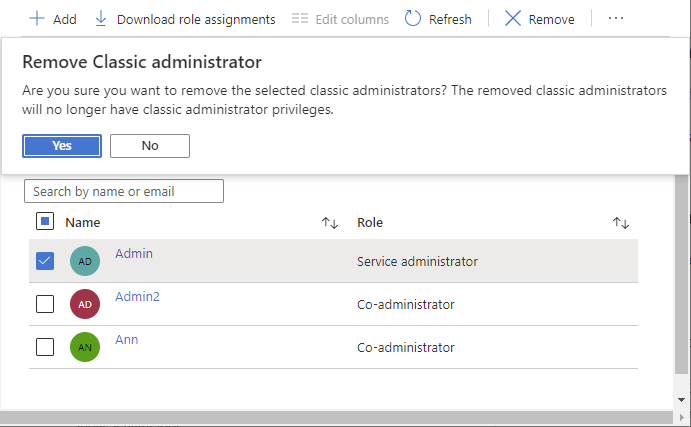 + Add Download role assignments Edit columns Refresh Remove ...
Remove Classic administrator
Are you sure you want to remove the selected classic administrators? The removed classic administrators
will no longer have classic administrator privileges.
Yes No
Search by name or email
Name Role
AD Admin Service administrator
AD Admin2 Co-administrator
AN Ann Co-administrator